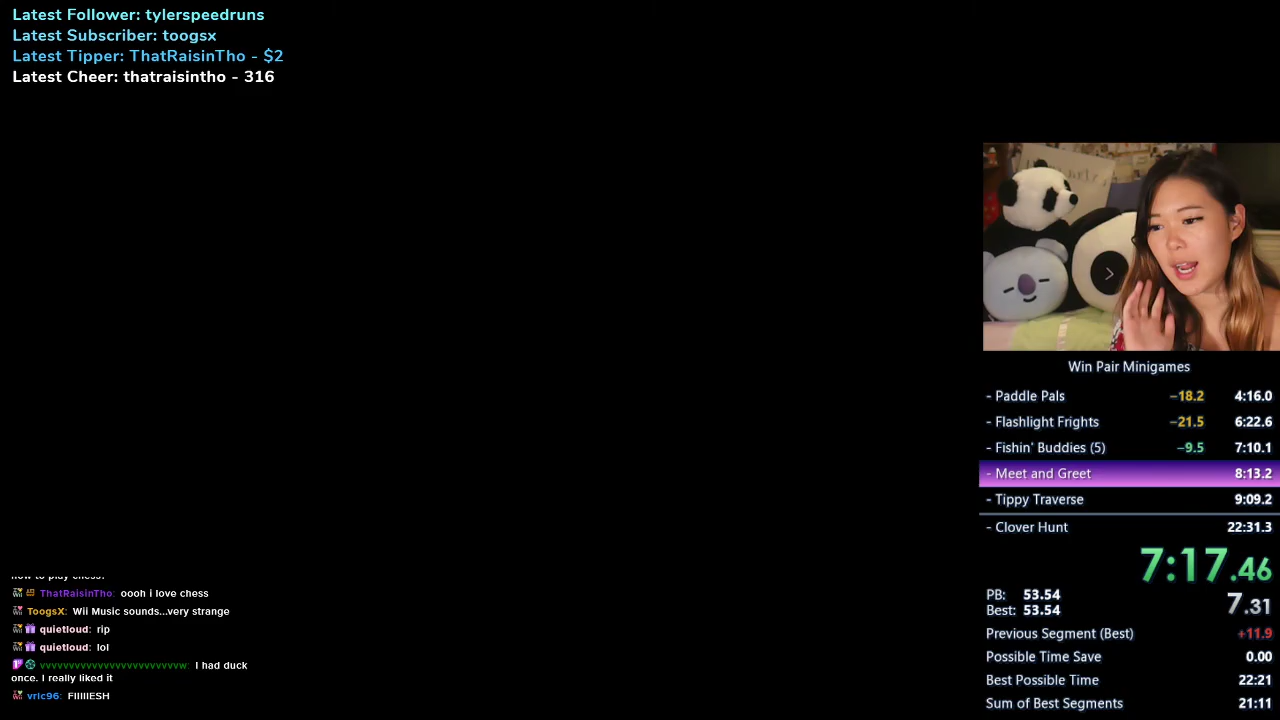 Latest Follower: tylerspeedruns
Latest Subscriber: toogsx
Latest Tipper: ThatRaisinTho - $2
Latest Cheer: thatraisintho - 316
Win Pair Minigames
- Paddle Pals -18.2 4:16.0
- Flashlight Frights -21.5 6:22.6
- Fishin' Buddies (5) -9.5 7:10.1
- Meet and Greet 8:13.2
- Tippy Traverse 9:09.2
- Clover Hunt 22:31.3
7:17.46
PB: 53.54
Best: 53.54
7.31
Previous Segment (Best) +11.9
Possible Time Save 0.00
Best Possible Time 22:21
Sum of Best Segments 21:11
how to play chess?
ThatRaisinTho: oooh i love chess
ToogsX: Wii Music sounds...very strange
quietloud: rip
quietloud: lol
vvvvvvvvvvvvvvvvvvvvvvvvw: I had duck
once. I really liked it
vric96: FIIIIIESH